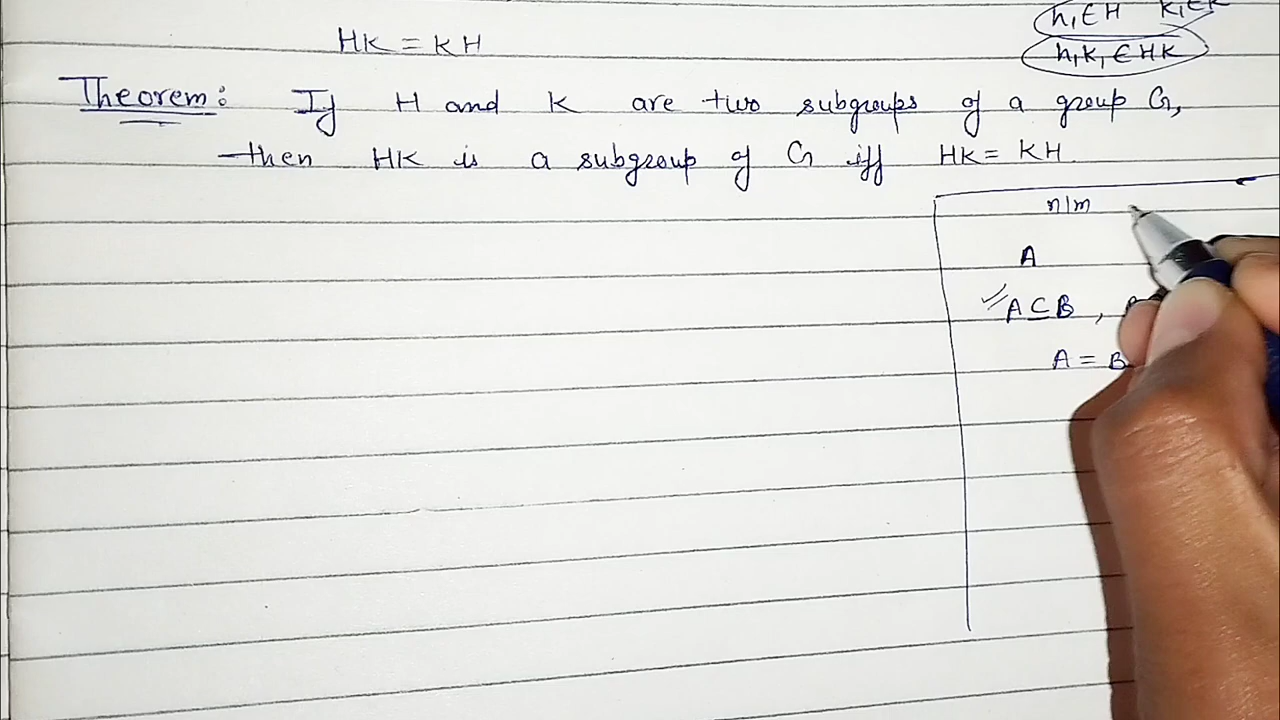 h₁∈H k₁∈K
HK = KH
h₁k₁∈HK
Theorem: If H and K are two subgroups of a group G,
then HK is a subgroup of G iff HK = KH.
n|m
A
A⊆B ,
A = B